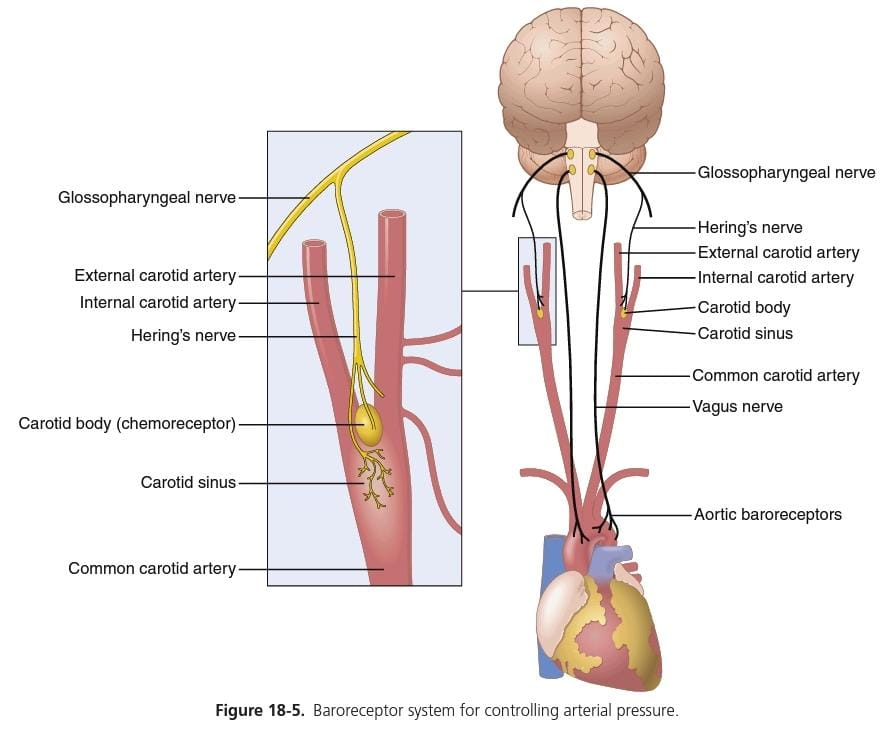 Glossopharyngeal nerve
External carotid artery
Internal carotid artery
Hering's nerve
Carotid body (chemoreceptor)
Carotid sinus
Common carotid artery
Glossopharyngeal nerve
Hering's nerve
External carotid artery
Internal carotid artery
Carotid body
Carotid sinus
Common carotid artery
Vagus nerve
Aortic baroreceptors
Figure 18-5. Baroreceptor system for controlling arterial pressure.